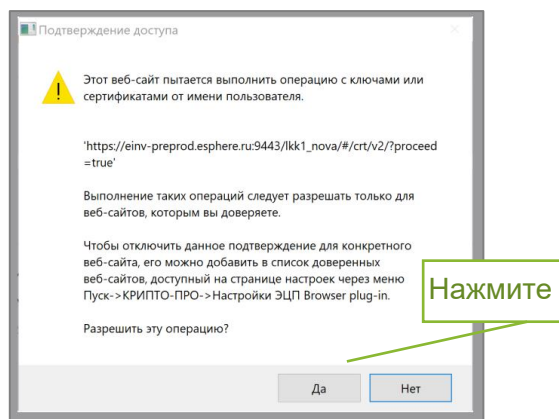 Подтверждение доступа
Этот веб-сайт пытается выполнить операцию с ключами или
сертификатами от имени пользователя.
'https://einv-preprod.esphere.ru:9443/lkk1_nova/#/crt/v2/?proceed
=true'
Выполнение таких операций следует разрешать только для
веб-сайтов, которым вы доверяете.
Чтобы отключить данное подтверждение для конкретного
веб-сайта, его можно добавить в список доверенных
веб-сайтов, доступный на странице настроек через меню
Пуск->КРИПТО-ПРО->Настройки ЭЦП Browser plug-in.
Нажмите
Разрешить эту операцию?
Да
Нет